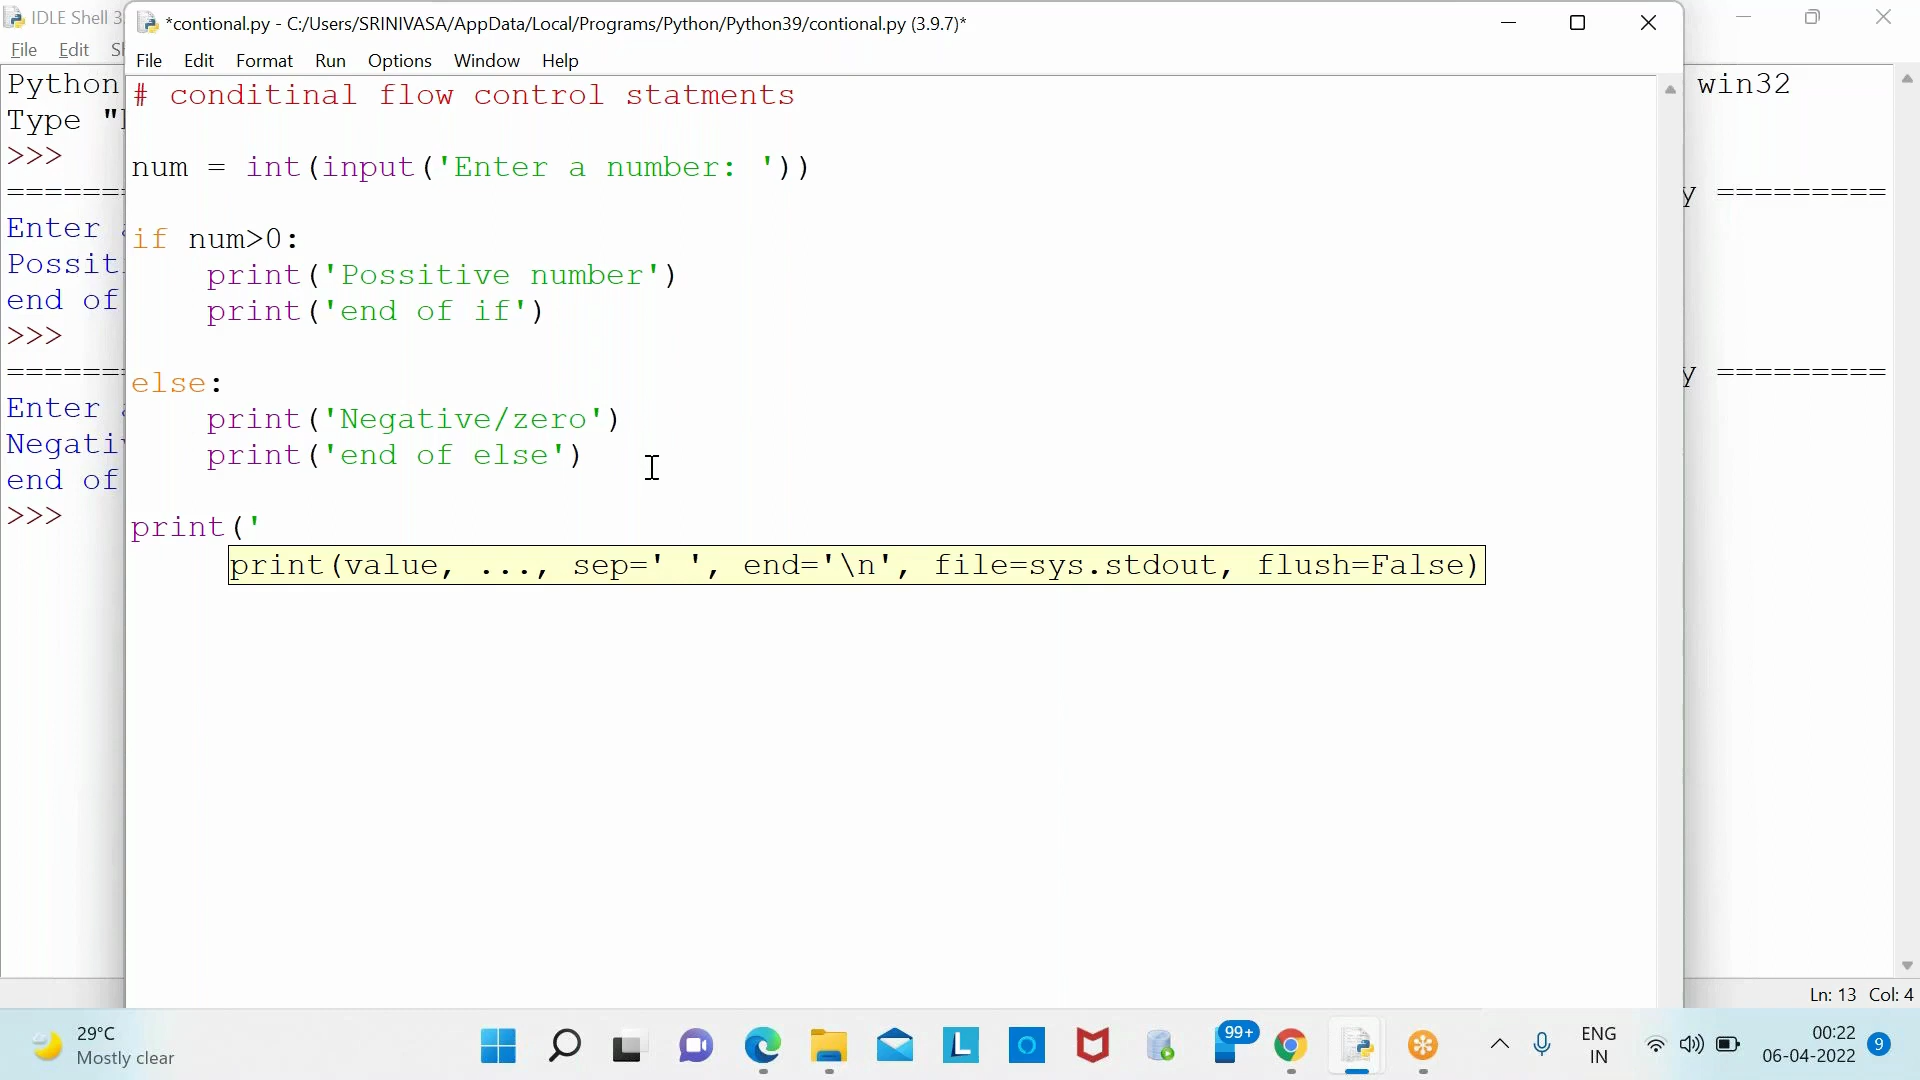 IDLE Shell 3
*contional.py - C:/Users/SRINIVASA/AppData/Local/Programs/Python/Python39/contional.py (3.9.7)*
File Edit
File Edit Format Run Options Window Help
Python
win32
Type "
>>>
=========
Enter
Possit
end of
>>>
=========
Enter
Negati
end of
>>>
# conditinal flow control statments
num = int(input('Enter a number: '))
if num>0:
print('Possitive number')
print('end of if')
else:
print('Negative/zero')
print('end of else')
print('
print(value, ..., sep=' ', end='\n', file=sys.stdout, flush=False)
Ln: 13 Col: 4
29°C
Mostly clear
99+
ENG
IN
00:22
06-04-2022
9